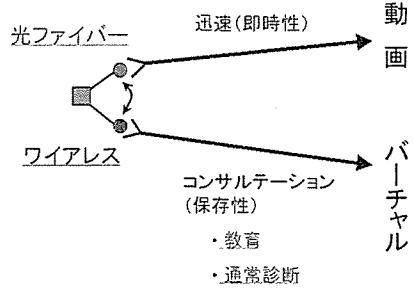 光ファイバー
迅速(即時性)
動画
ワイアレス
バーチャル
コンサルテーション
(保存性)
・教育
・通常診断